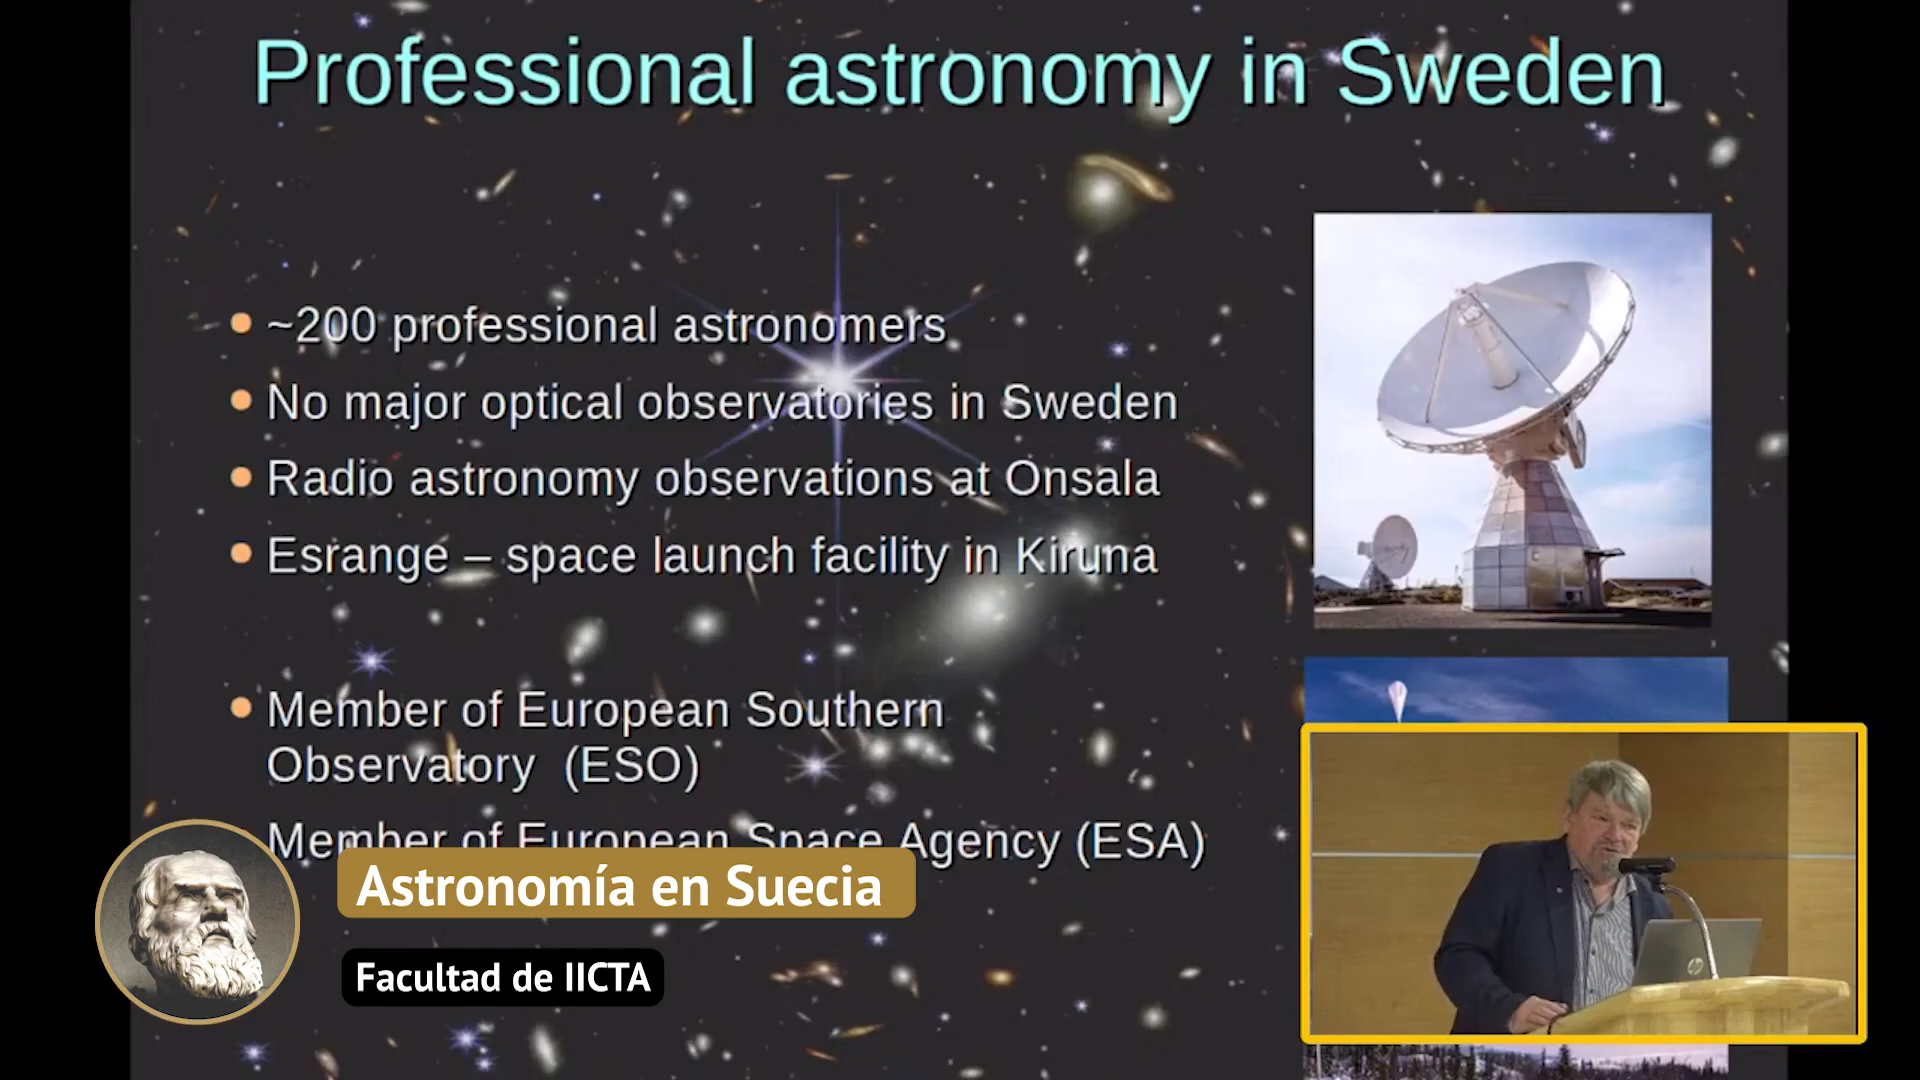 Professional astronomy in Sweden
~200 professional astronomers
No major optical observatories in Sweden
Radio astronomy observations at Onsala
Esrange – space launch facility in Kiruna
Member of European Southern
Observatory (ESO)
Member of European Space Agency (ESA)
Astronomía en Suecia
Facultad de IICTA
hp